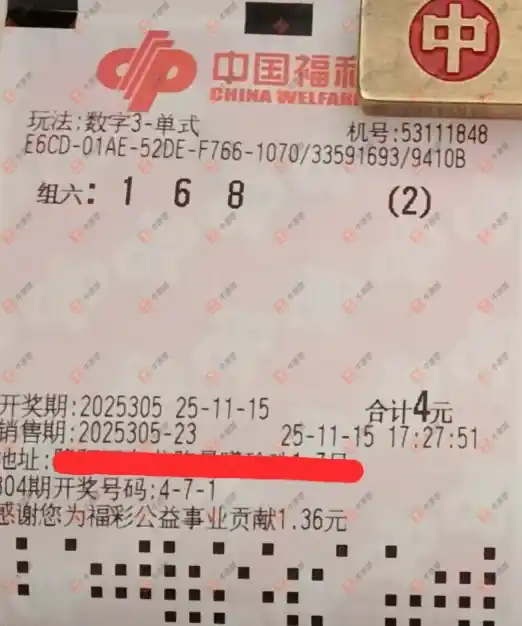 中
中国福利
CHINA WELFARE
玩法:数字3-单式
机号:53111848
E6CD-01AE-52DE-F766-1070/33591693/9410B
组六: 1 6 8 (2)
开奖期:2025305 25-11-15 合计4元
销售期:2025305-23 25-11-15 17:27:51
地址:
304期开奖号码:4-7-1
感谢您为福彩公益事业贡献1.36元